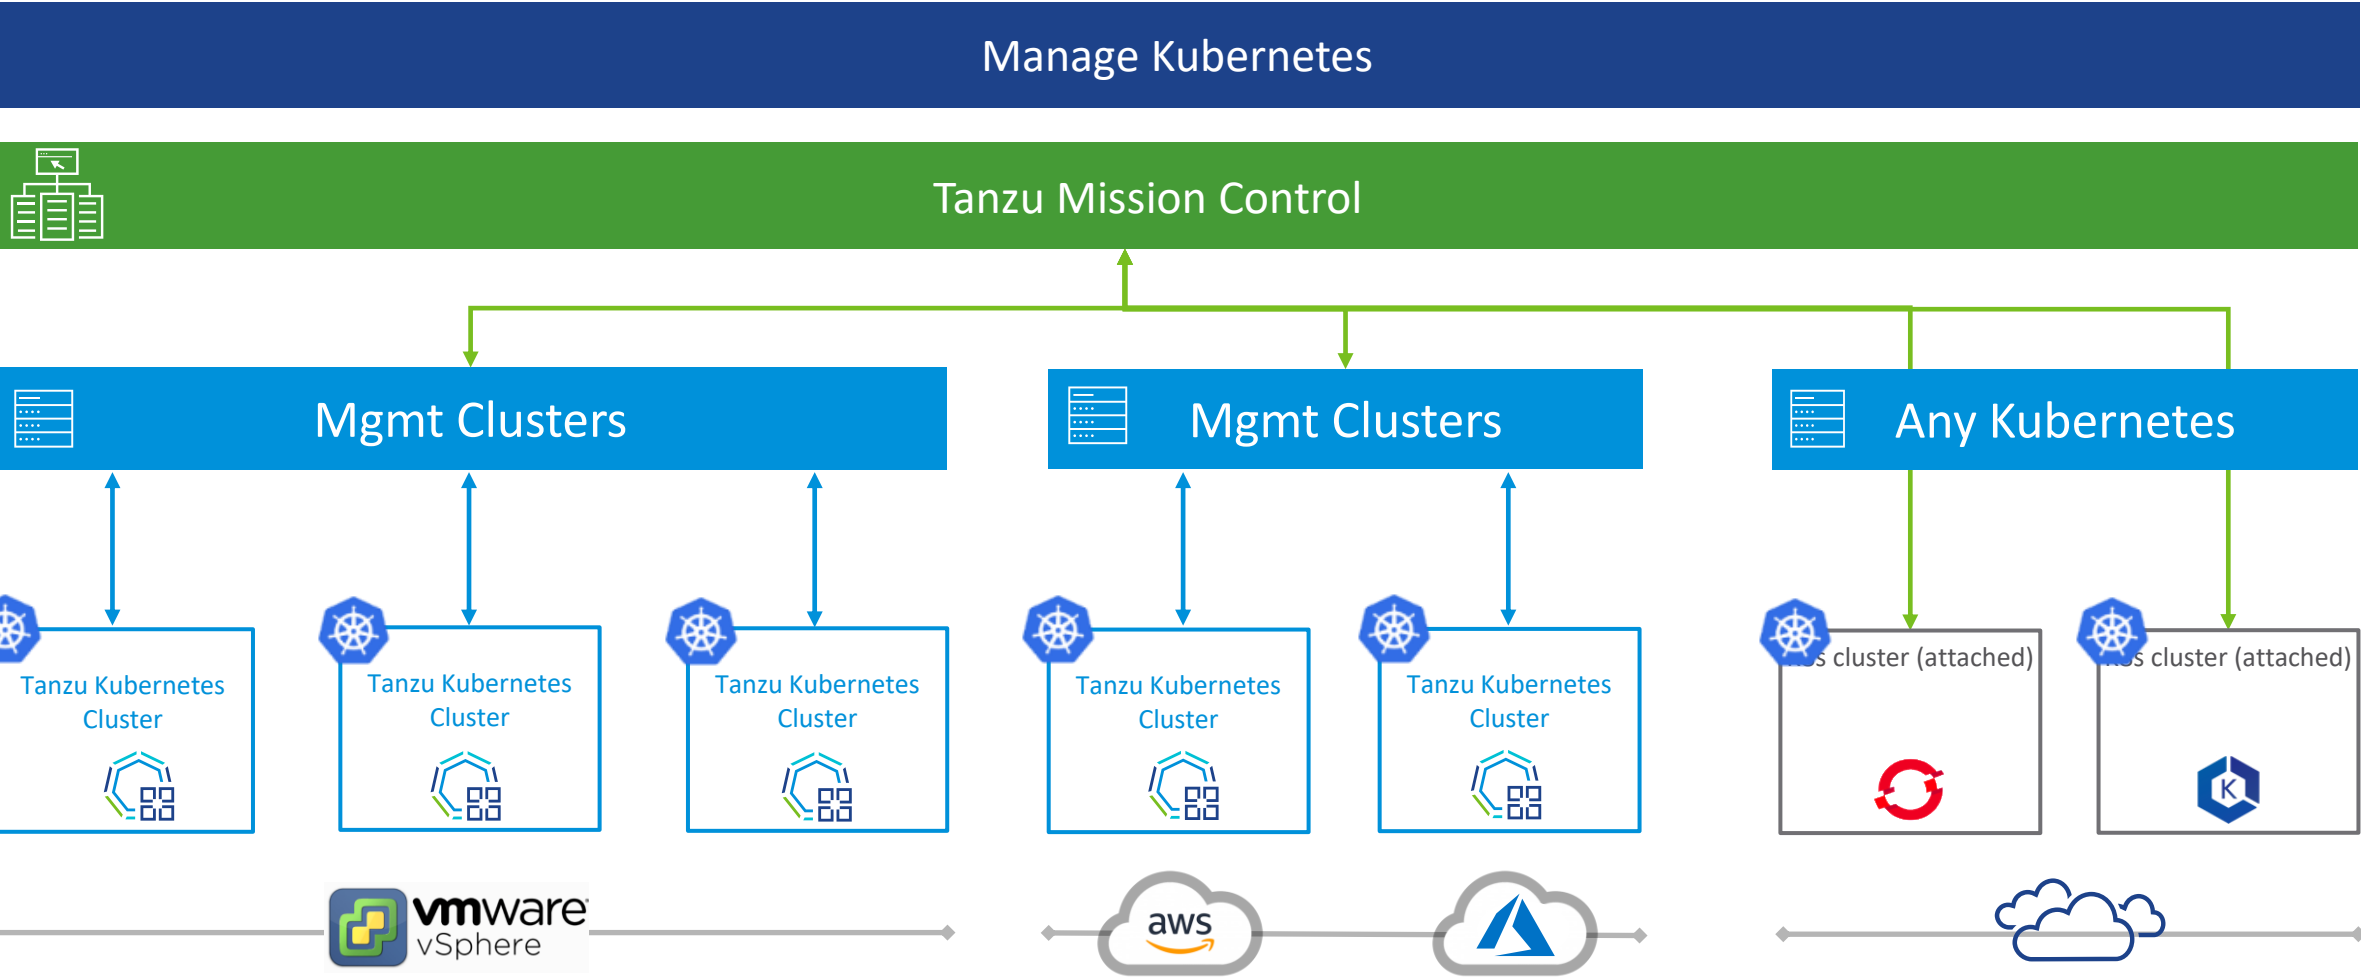 Manage Kubernetes
Tanzu Mission Control
Mgmt Clusters
Mgmt Clusters
Any Kubernetes
Tanzu Kubernetes
Cluster
Tanzu Kubernetes
Cluster
Tanzu Kubernetes
Cluster
Tanzu Kubernetes
Cluster
Tanzu Kubernetes
Cluster
cluster (attached)
cluster (attached)
K
vmware
vSphere
aws